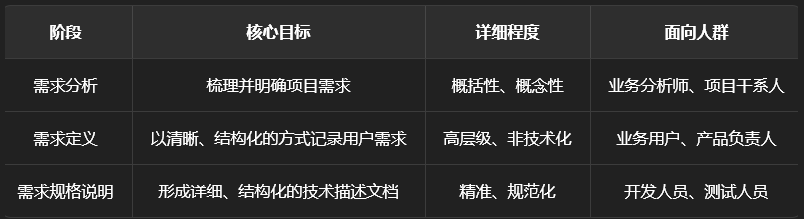 阶段 核心目标 详细程度 面向人群
需求分析 梳理并明确项目需求 概括性、概念性 业务分析师、项目干系人
需求定义 以清晰、结构化的方式记录用户需求 高层级、非技术化 业务用户、产品负责人
需求规格说明 形成详细、结构化的技术描述文档 精准、规范化 开发人员、测试人员